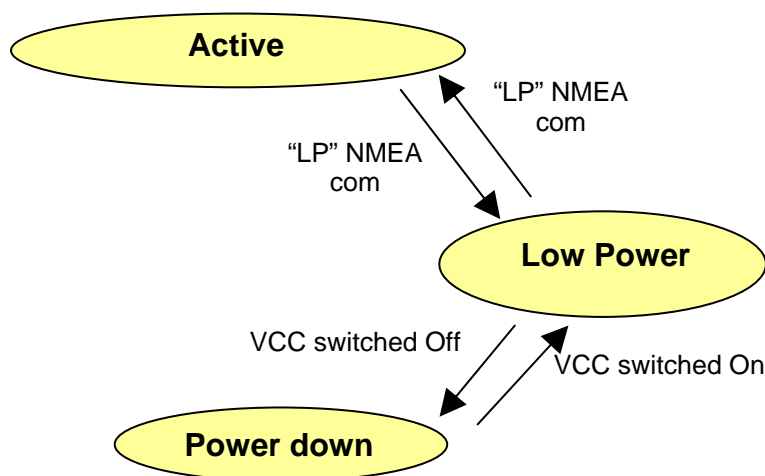 Active
“LP” NMEA
com
“LP” NMEA
com
Low Power
VCC switched Off
VCC switched On
Power down